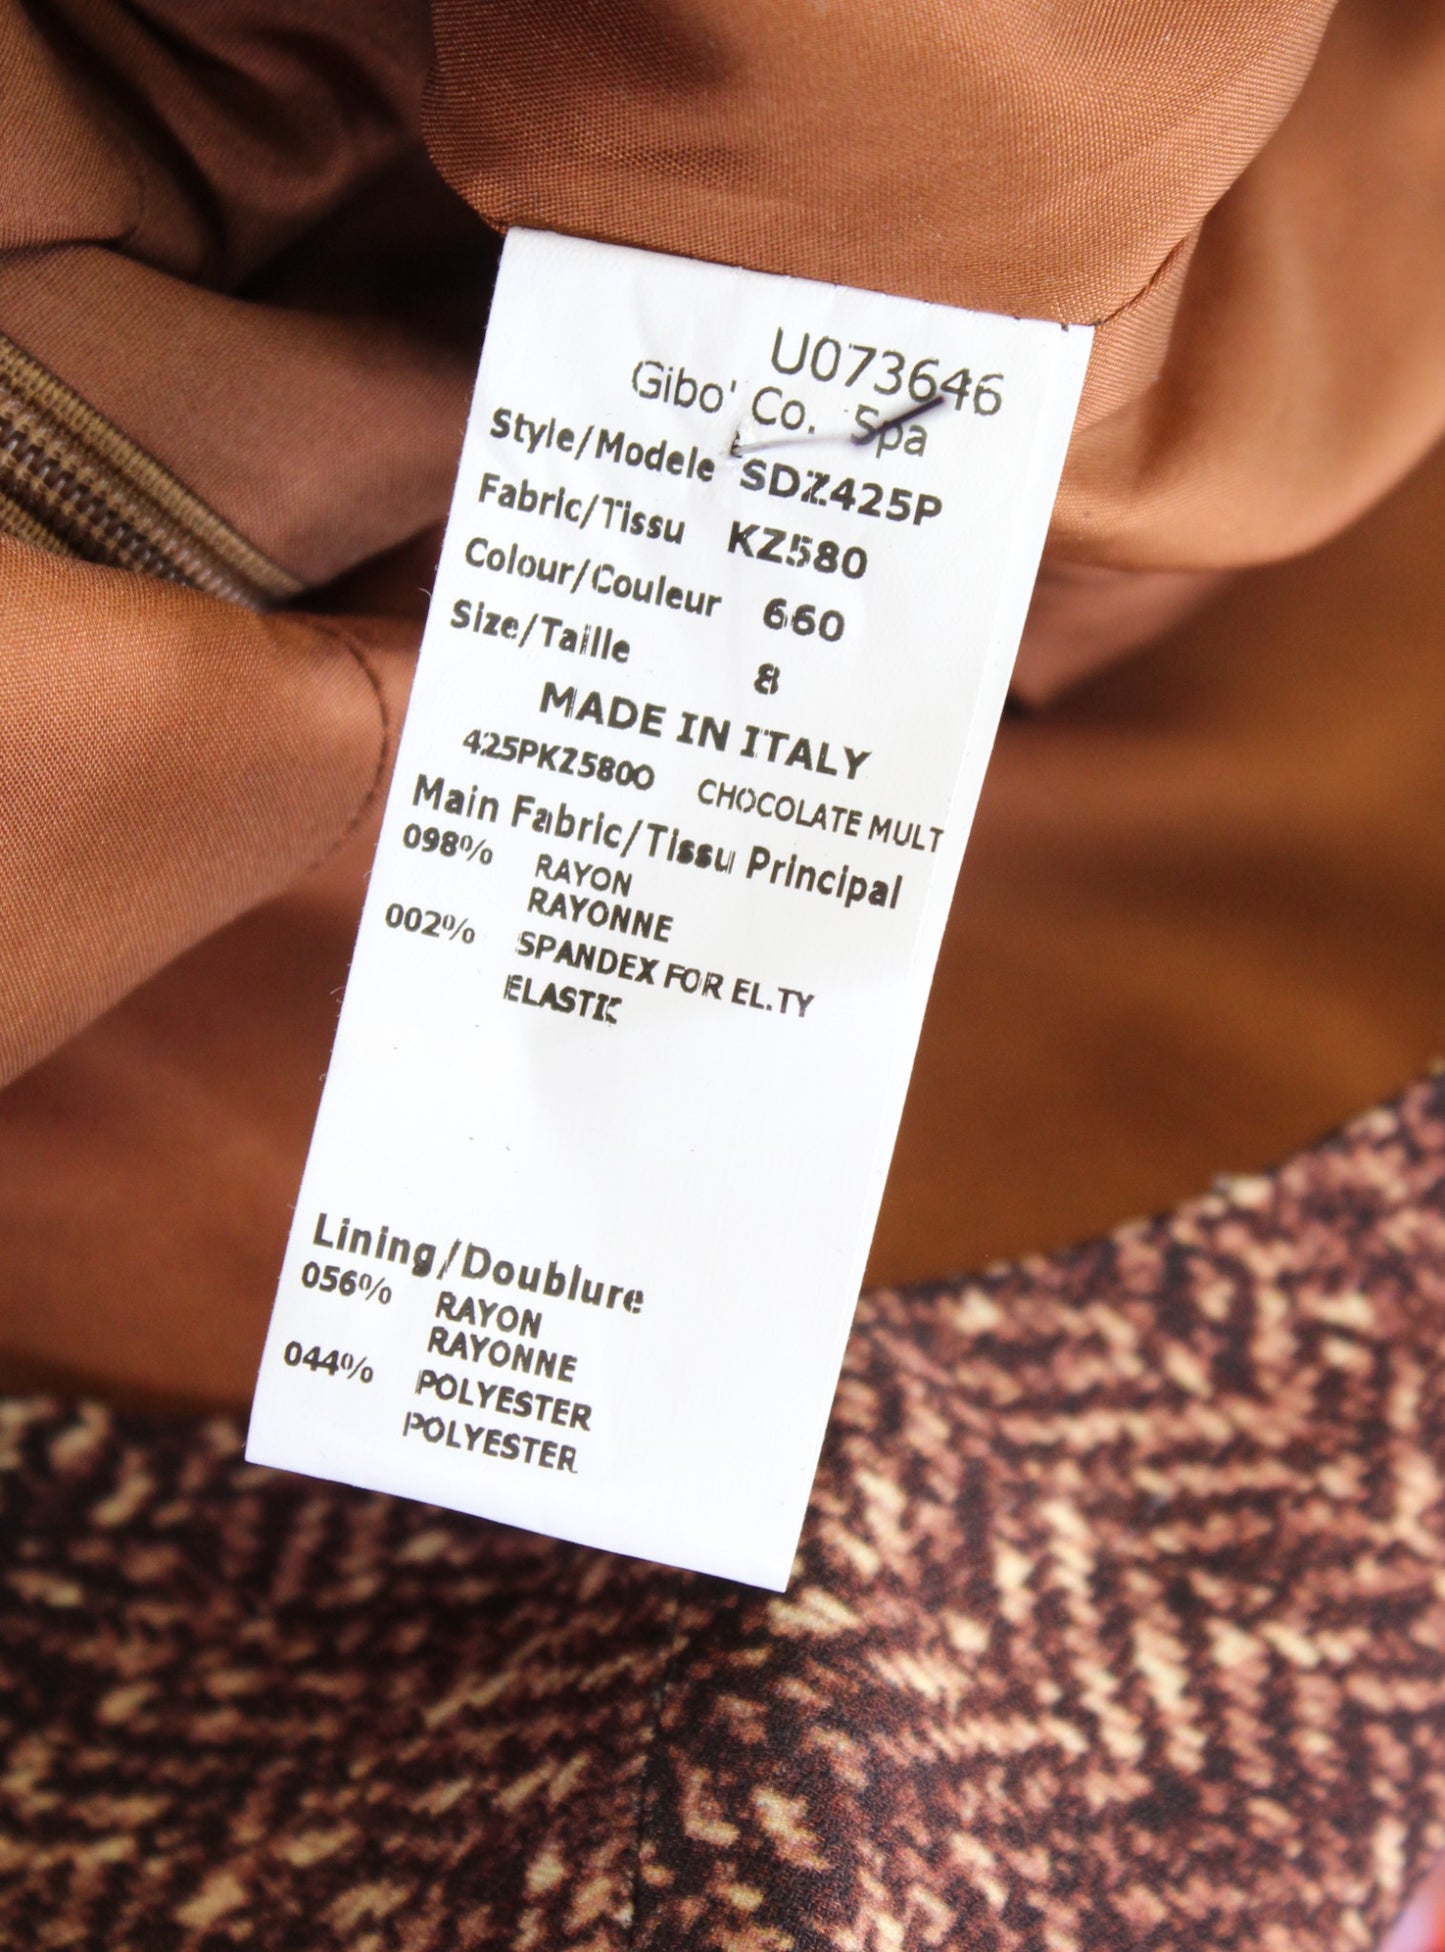 U073646
Gibo' Co. Spa
Style/Modele SDZ425P
Fabric/Tissu KZ580
Colour/Couleur 660
Size/Taille 8
MADE IN ITALY
425PKZ580O CHOCOLATE MULT
Main Fabric/Tissu Principal
098% RAYON
RAYONNE
002% SPANDEX FOR EL.TY
ELASTIC
Lining/Doublure
056% RAYON
RAYONNE
044% POLYESTER
POLYESTER